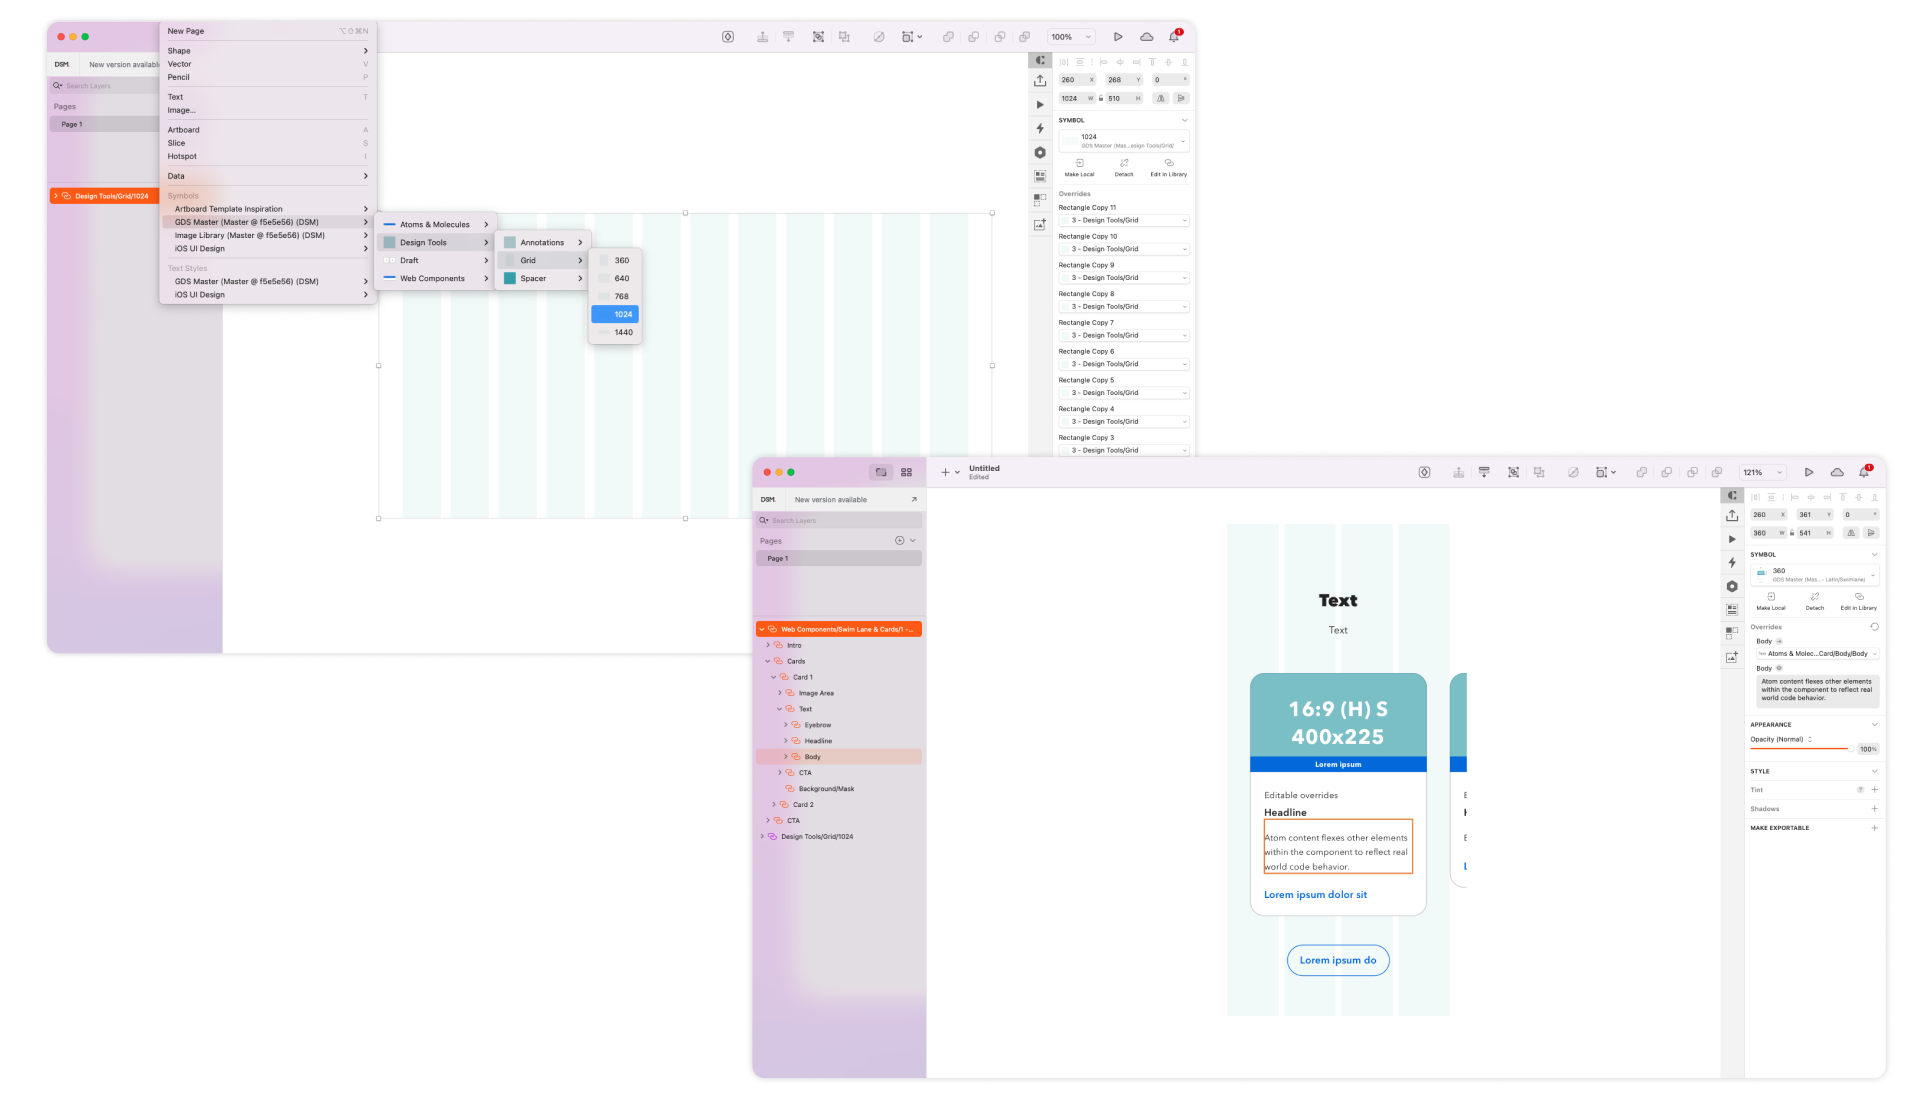 New Page ⌥⇧⌘N
Shape
Vector V
Pencil P
Text T
Image...
Artboard A
Slice S
Hotspot I
Data
Symbols
Artboard Template Inspiration
GDS Master (Master @ f5e5e56) (DSM)
Image Library (Master @ f5e5e56) (DSM)
iOS UI Design
Text Styles
GDS Master (Master @ f5e5e56) (DSM)
iOS UI Design
DSM. New version availabl
Search Layers
Pages
Page 1
Design Tools/Grid/1024
Atoms & Molecules
Design Tools
Draft
Web Components
Annotations
Grid
Spacer
360
640
768
1024
1440
100%
1
260 X 268 Y 0 °
1024 W 510 H
SYMBOL
1024
GDS Master (Mas...esign Tools/Grid/
Make Local Detach Edit in Library
Overrides
Rectangle Copy 11
3 - Design Tools/Grid
Rectangle Copy 10
3 - Design Tools/Grid
Rectangle Copy 9
3 - Design Tools/Grid
Rectangle Copy 8
3 - Design Tools/Grid
Rectangle Copy 7
3 - Design Tools/Grid
Rectangle Copy 6
3 - Design Tools/Grid
Rectangle Copy 5
3 - Design Tools/Grid
Rectangle Copy 4
3 - Design Tools/Grid
Rectangle Copy 3
3 - Design Tools/Grid
Untitled
Edited
121%
1
DSM. New version available
Search Layers
Pages
Page 1
Web Components/Swim Lane & Cards/1 -...
Intro
Cards
Card 1
Image Area
Text
Eyebrow
Headline
Body
CTA
Background/Mask
Card 2
CTA
Design Tools/Grid/1024
Text
Text
16:9 (H) S
400x225
Lorem ipsum
Editable overrides
Headline
Atom content flexes other elements
within the component to reflect real
world code behavior.
Lorem ipsum dolor sit
Lorem ipsum do
E
H
E
L
260 X 361 Y 0 °
360 W 541 H
SYMBOL
360
GDS Master (Mas...- Latin/Swimlane/
Make Local Detach Edit in Library
Overrides
Body
Atoms & Molec...Card/Body/Body
Body
Atom content flexes other elements
within the component to reflect real
world code behavior.
APPEARANCE
Opacity (Normal)
100%
STYLE
Tint
Shadows
MAKE EXPORTABLE